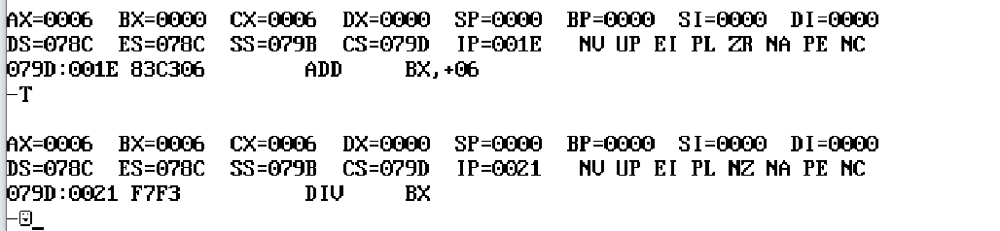 AX=0006 BX=0000 CX=0006 DX=0000 SP=0000 BP=0000 SI=0000 DI=0000
DS=078C ES=078C SS=079B CS=079D IP=001E NV UP EI PL ZR NA PE NC
079D:001E 83C306 ADD BX,+06
-T
AX=0006 BX=0006 CX=0006 DX=0000 SP=0000 BP=0000 SI=0000 DI=0000
DS=078C ES=078C SS=079B CS=079D IP=0021 NV UP EI PL NZ NA PE NC
079D:0021 F7F3 DIV BX
-☺_